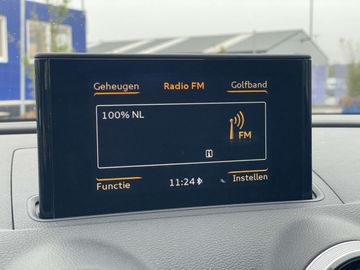 Geheugen Radio FM Golfband
100% NL
FM
i
Functie 11:24 Instellen